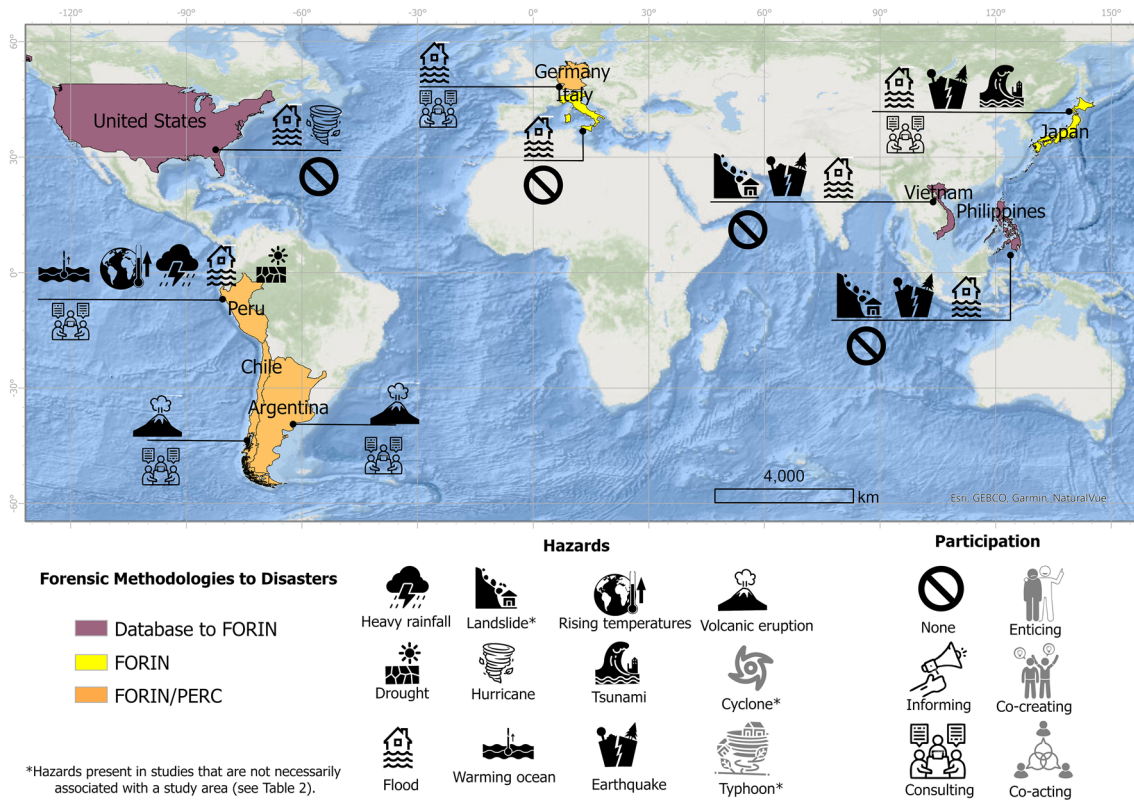 -120° -90° -60° -30° 0° 30° 60° 90° 120° 150°
60°
30°
0°
-30°
-60°
Germany
Italy
United States
Japan
Vietnam
Philippines
Peru
Chile
Argentina
4,000
km
Esri, GEBCO, Garmin, NaturalVue
Forensic Methodologies to Disasters
Database to FORIN
FORIN
FORIN/PERC
*Hazards present in studies that are not necessarily
associated with a study area (see Table 2).
Hazards
Heavy rainfall Landslide* Rising temperatures Volcanic eruption
Drought Hurricane Tsunami Cyclone*
Flood Warming ocean Earthquake Typhoon*
Participation
None Enticing
Informing Co-creating
Consulting Co-acting